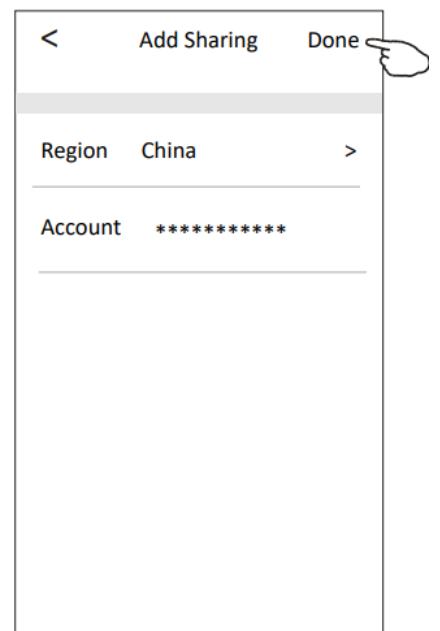 < Add Sharing Done
Region China >
Account ***********